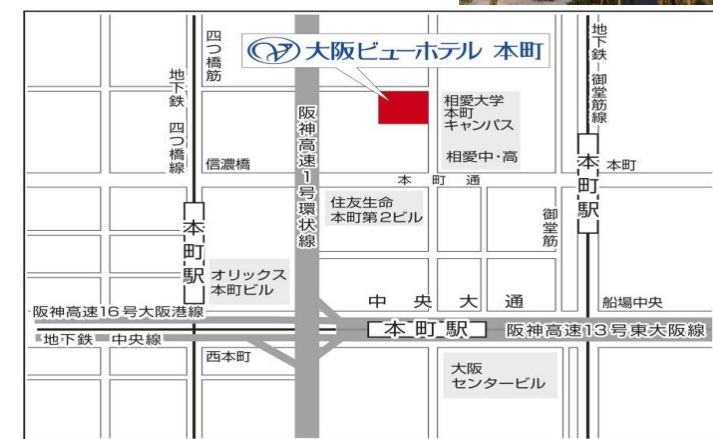 大阪ビューホテル 本町
四つ橋筋
地下鉄 四つ橋線
阪神高速1号環状線
地下鉄 御堂筋線
相愛大学
本町
キャンパス
相愛中・高
信濃橋
本町
本町通
住友生命
本町第2ビル
御堂筋
本町駅
本町駅
オリックス
本町ビル
中央大通
船場中央
阪神高速16号大阪港線
本町駅
阪神高速13号東大阪線
地下鉄 中央線
西本町
大阪
センタービル